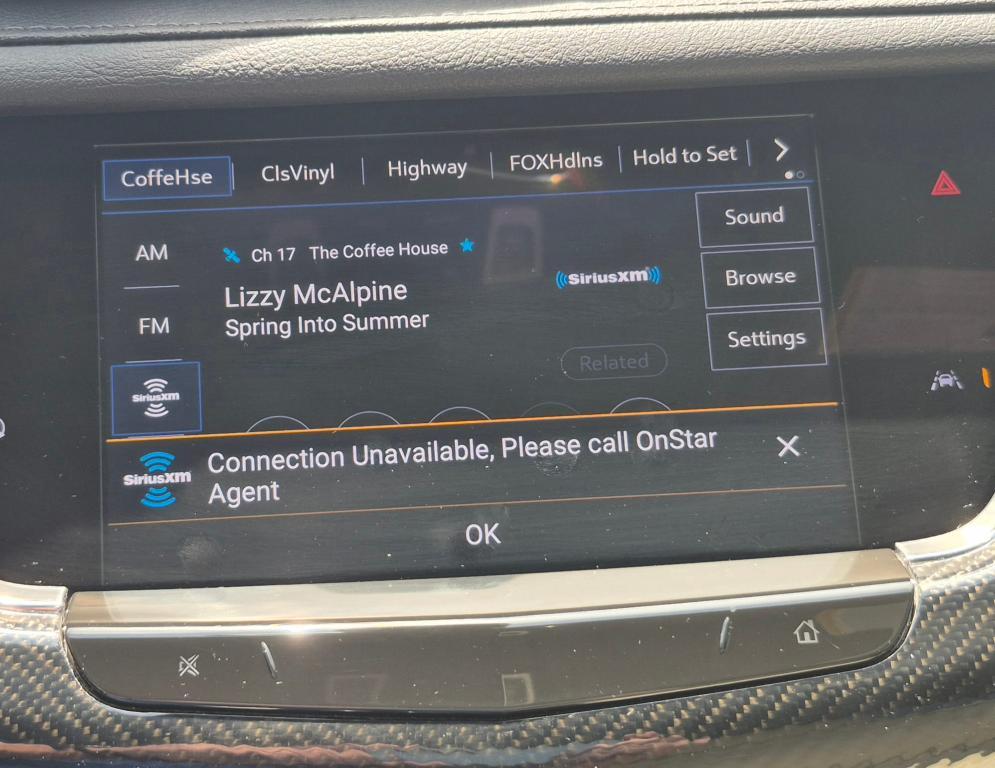 CoffeHse
ClsVinyl
Highway
FOXHdlns
Hold to Set
AM
Ch 17 The Coffee House
Sound
Lizzy McAlpine
SiriusXM
Browse
FM
Spring Into Summer
Related
Settings
SiriusXM
SiriusXM
Connection Unavailable, Please call OnStar
Agent
OK